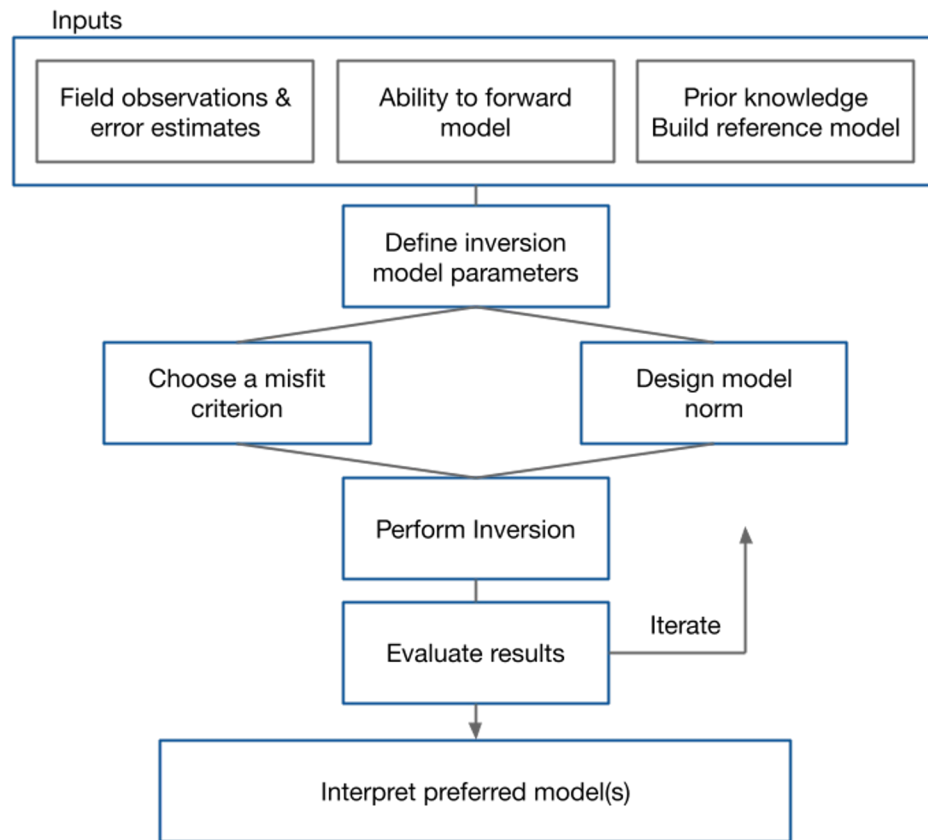 Inputs
Field observations &
error estimates
Ability to forward
model
Prior knowledge
Build reference model
Define inversion
model parameters
Choose a misfit
criterion
Design model
norm
Perform Inversion
Iterate
Evaluate results
Interpret preferred model(s)